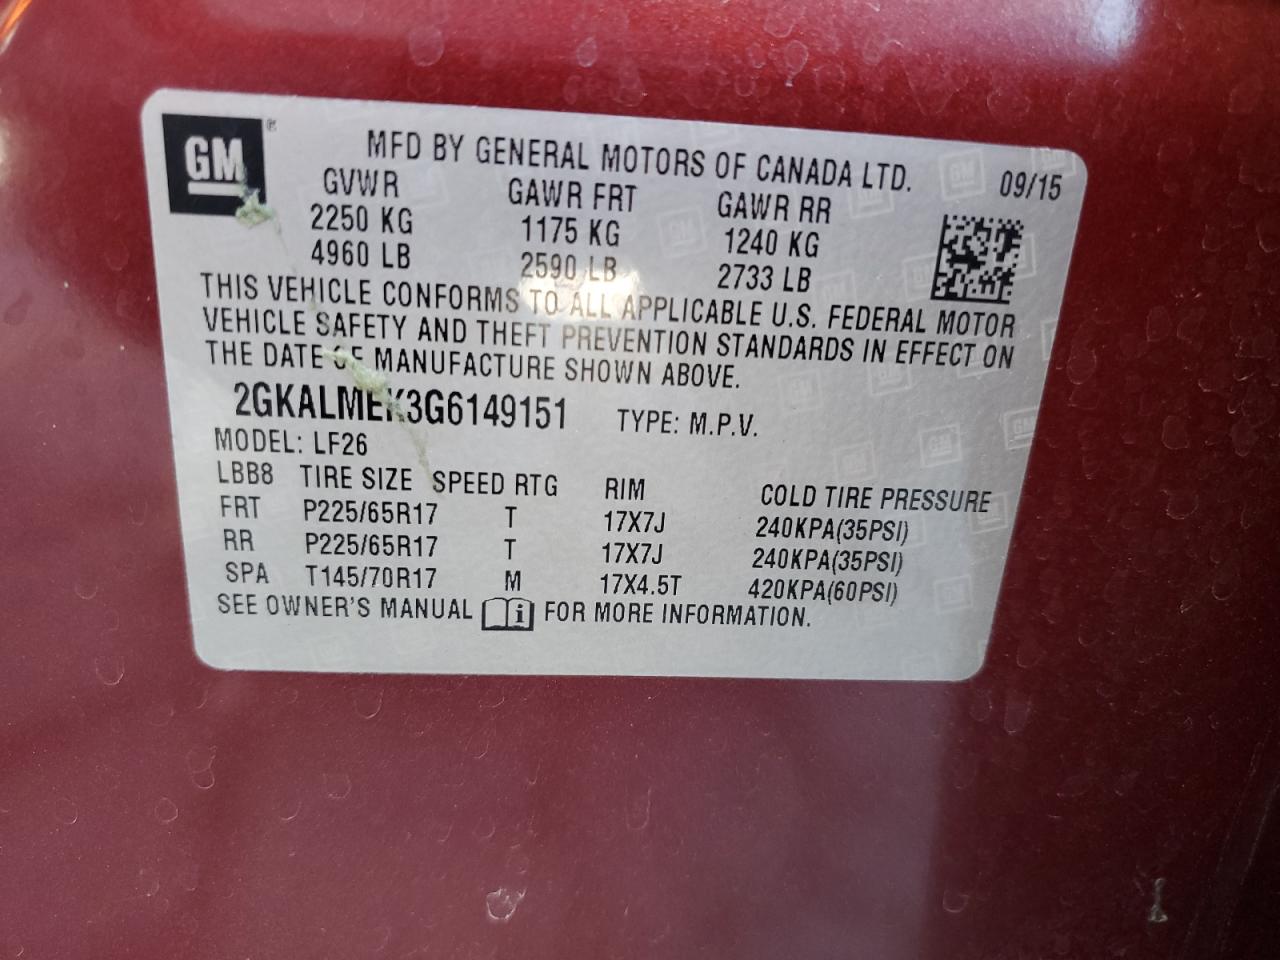 GM
MFD BY GENERAL MOTORS OF CANADA LTD. 09/15
GVWR GAWR FRT GAWR RR
2250 KG 1175 KG 1240 KG
4960 LB 2590 LB 2733 LB
THIS VEHICLE CONFORMS TO ALL APPLICABLE U.S. FEDERAL MOTOR
VEHICLE SAFETY AND THEFT PREVENTION STANDARDS IN EFFECT ON
THE DATE OF MANUFACTURE SHOWN ABOVE.
2GKALMEK3G6149151 TYPE: M.P.V.
MODEL: LF26
LBB8 TIRE SIZE SPEED RTG RIM COLD TIRE PRESSURE
FRT P225/65R17 T 17X7J 240KPA(35PSI)
RR P225/65R17 T 17X7J 240KPA(35PSI)
SPA T145/70R17 M 17X4.5T 420KPA(60PSI)
SEE OWNER'S MANUAL i FOR MORE INFORMATION.